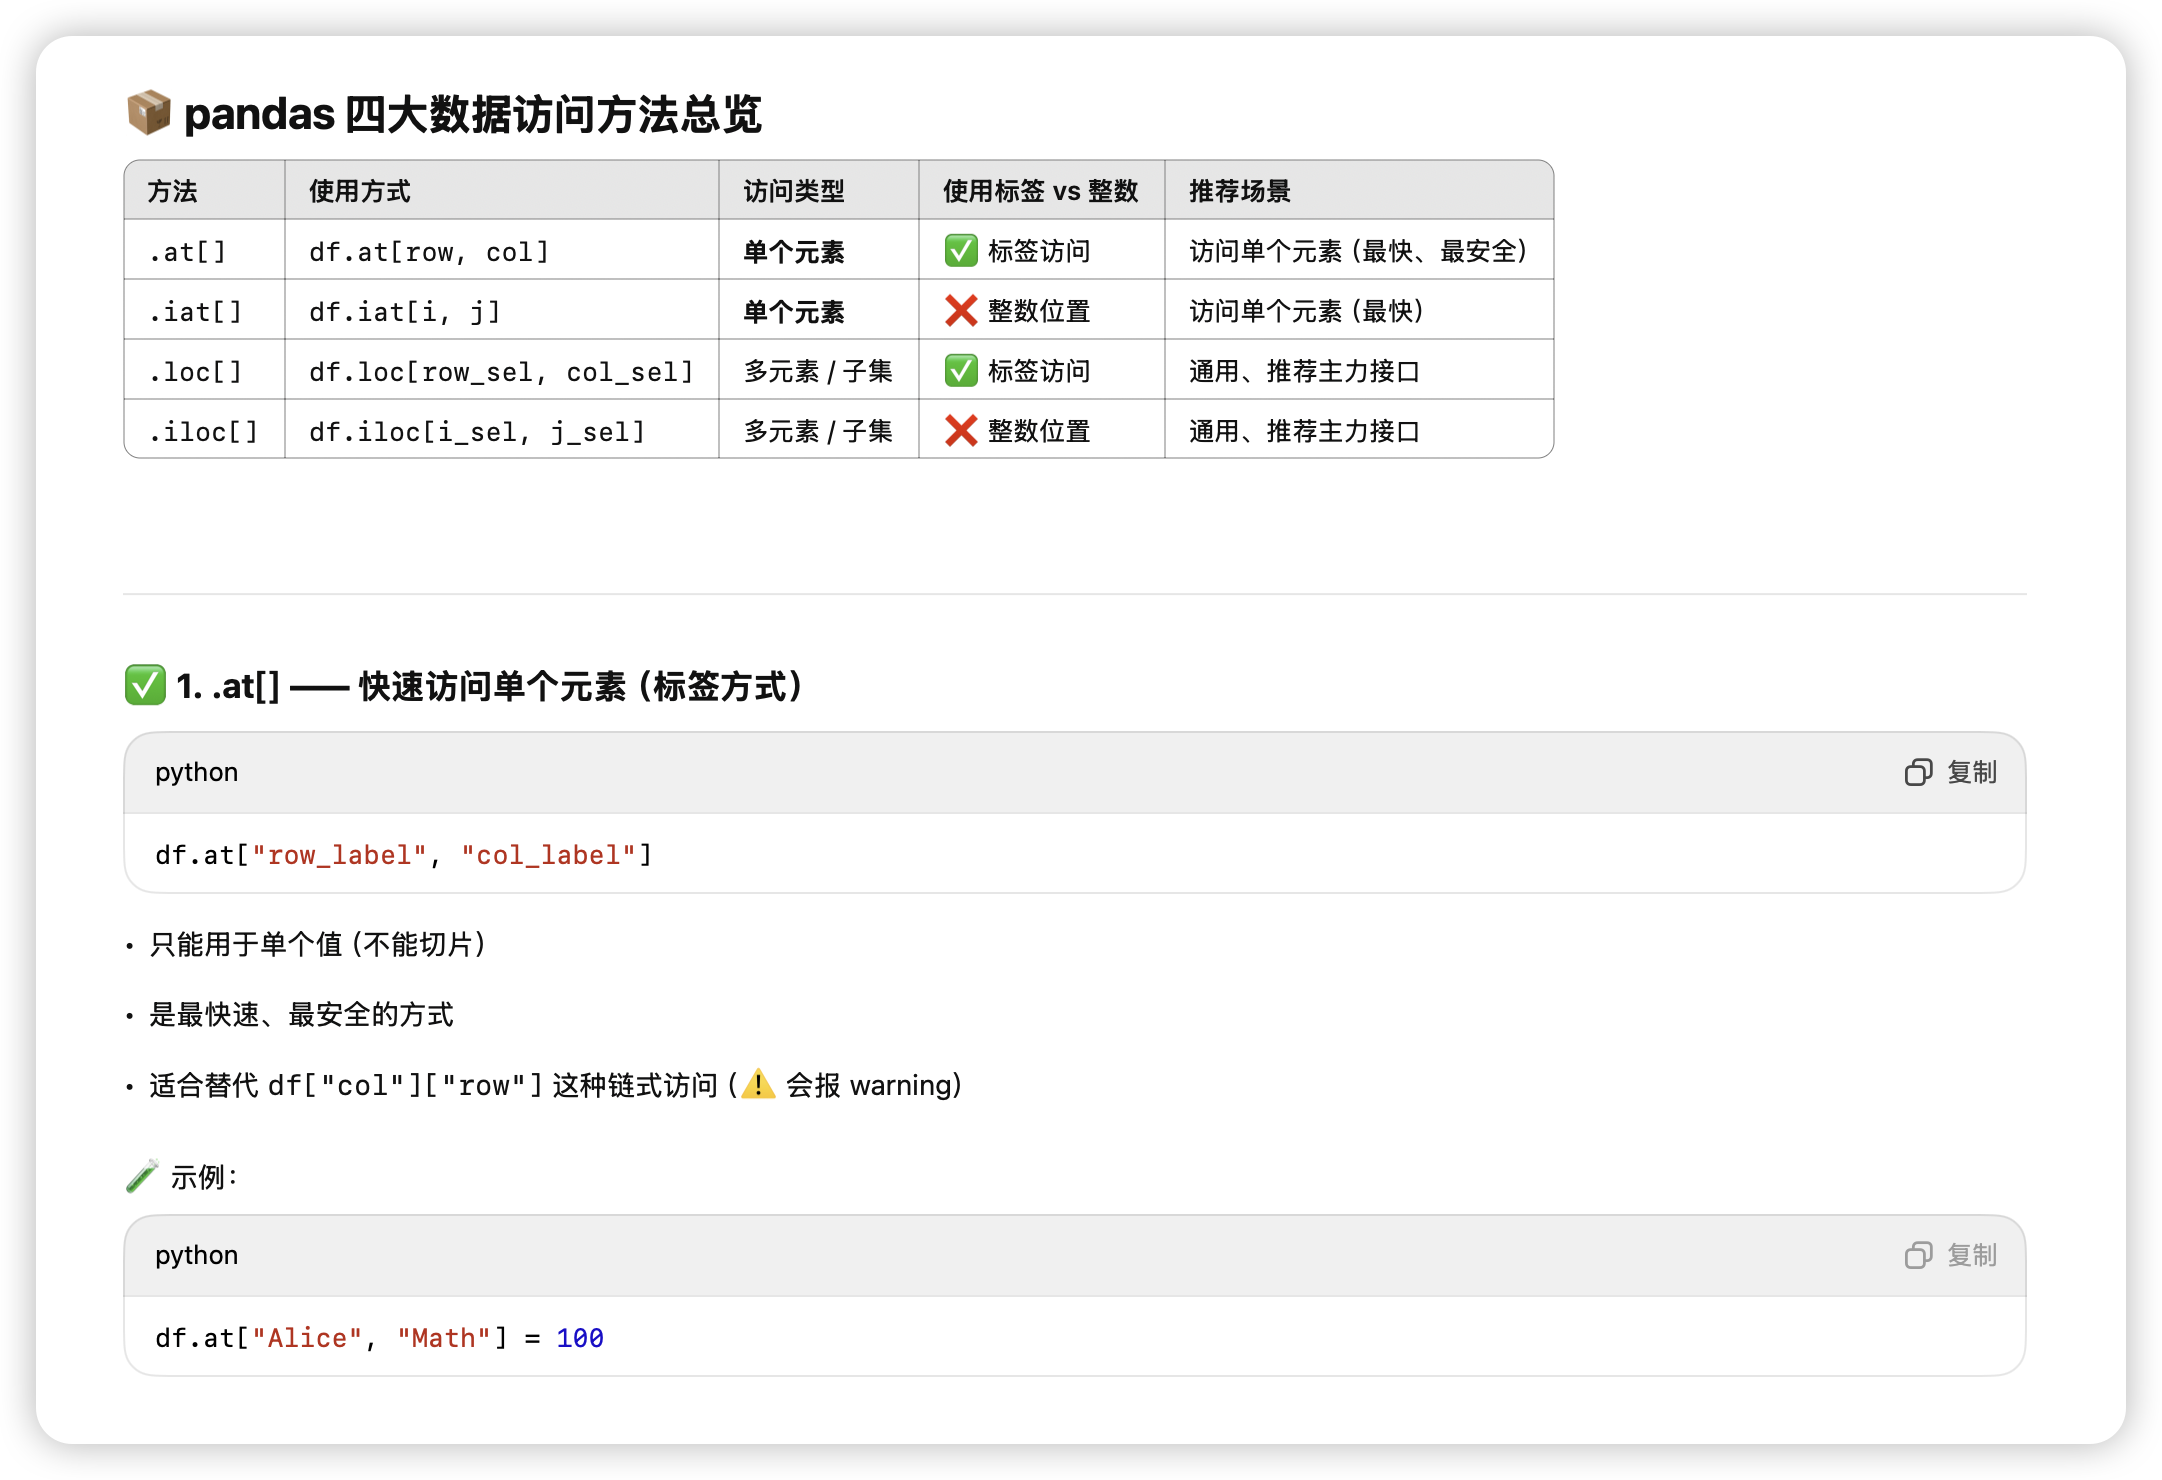 📦 pandas 四大数据访问方法总览
方法 使用方式 访问类型 使用标签 vs 整数 推荐场景
.at[] df.at[row, col] 单个元素 ✅ 标签访问 访问单个元素（最快、最安全）
.iat[] df.iat[i, j] 单个元素 ❌ 整数位置 访问单个元素（最快）
.loc[] df.loc[row_sel, col_sel] 多元素 / 子集 ✅ 标签访问 通用、推荐主力接口
.iloc[] df.iloc[i_sel, j_sel] 多元素 / 子集 ❌ 整数位置 通用、推荐主力接口
✅ 1. .at[] —— 快速访问单个元素（标签方式）
python 复制
df.at["row_label", "col_label"]
• 只能用于单个值（不能切片）
• 是最快速、最安全的方式
• 适合替代 df["col"]["row"] 这种链式访问（⚠️ 会报 warning）
🧪 示例：
python 复制
df.at["Alice", "Math"] = 100